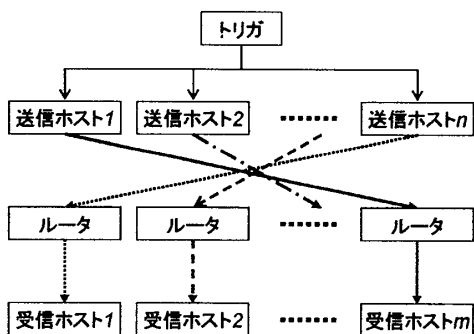 トリガ
送信ホスト1 送信ホスト2 送信ホストn
ルータ ルータ ルータ
受信ホスト1 受信ホスト2 受信ホストm